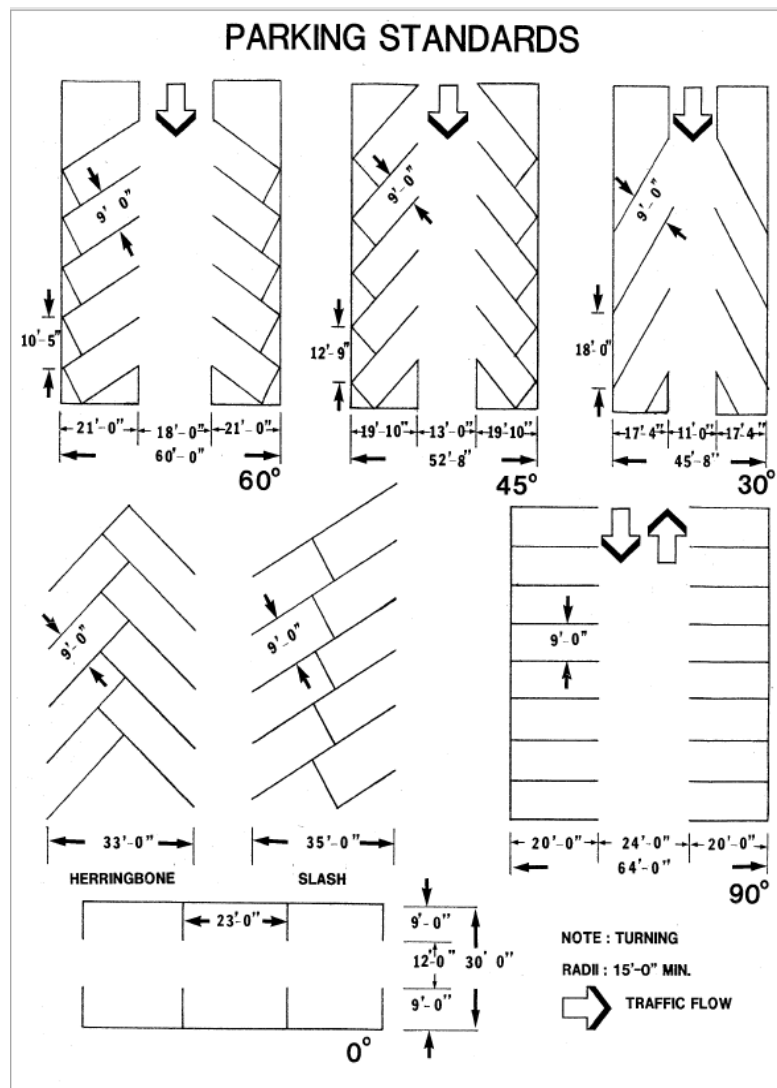 PARKING STANDARDS
9'- 0"
10'-5"
21'-0" 18'-0" 21'-0"
60'-0"
60°
9'-0"
12'-9"
19'-10" 13'-0" 19'-10"
52'-8"
45°
9'-0"
18'-0"
17'-4" 11'-0" 17'-4"
45'-8"
30°
9'-0"
33'-0"
HERRINGBONE
9'-0"
35'-0"
SLASH
9'-0"
20'-0" 24'-0" 20'-0"
64'-0"
90°
23'-0"
9'-0"
12'-0" 30' 0"
9'-0"
0°
NOTE : TURNING
RADII : 15'-0" MIN.
TRAFFIC FLOW